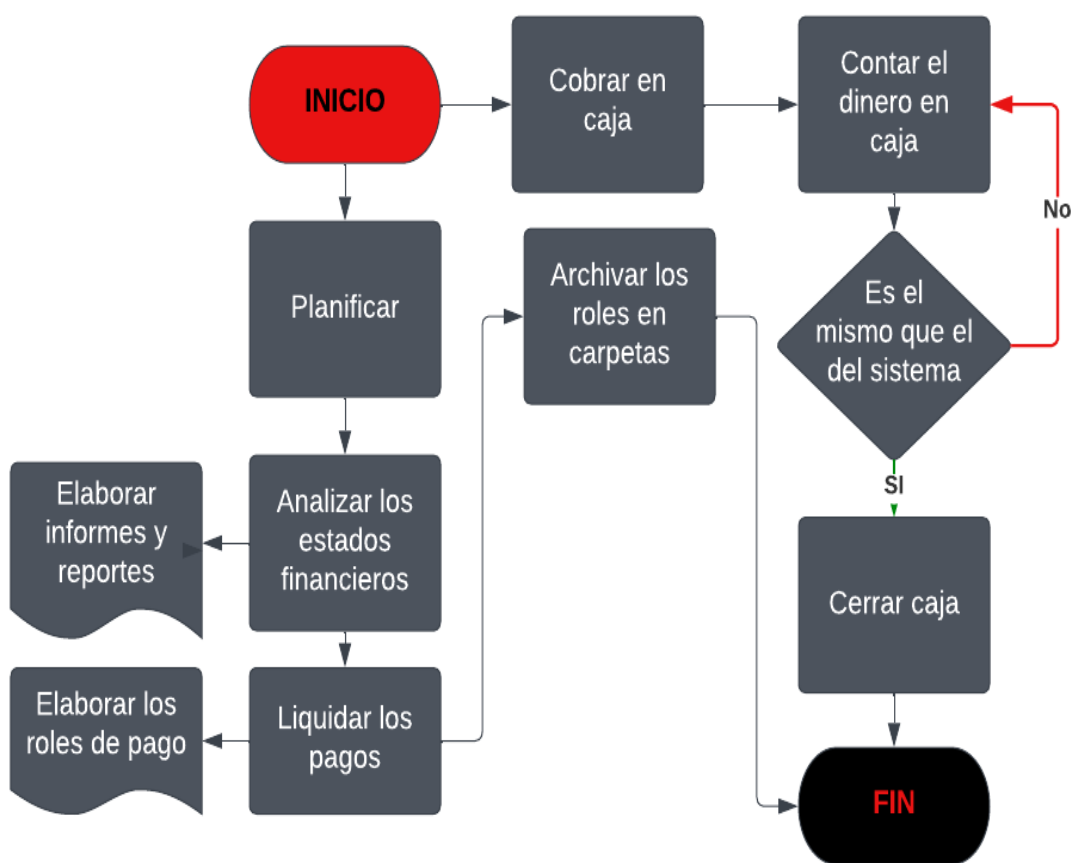 INICIO
Cobrar en
caja
Contar el
dinero en
caja
No
Planificar
Archivar los
roles en
carpetas
Es el
mismo que el
del sistema
SI
Elaborar
informes y
reportes
Analizar los
estados
financieros
Cerrar caja
Elaborar los
roles de pago
Liquidar los
pagos
FIN